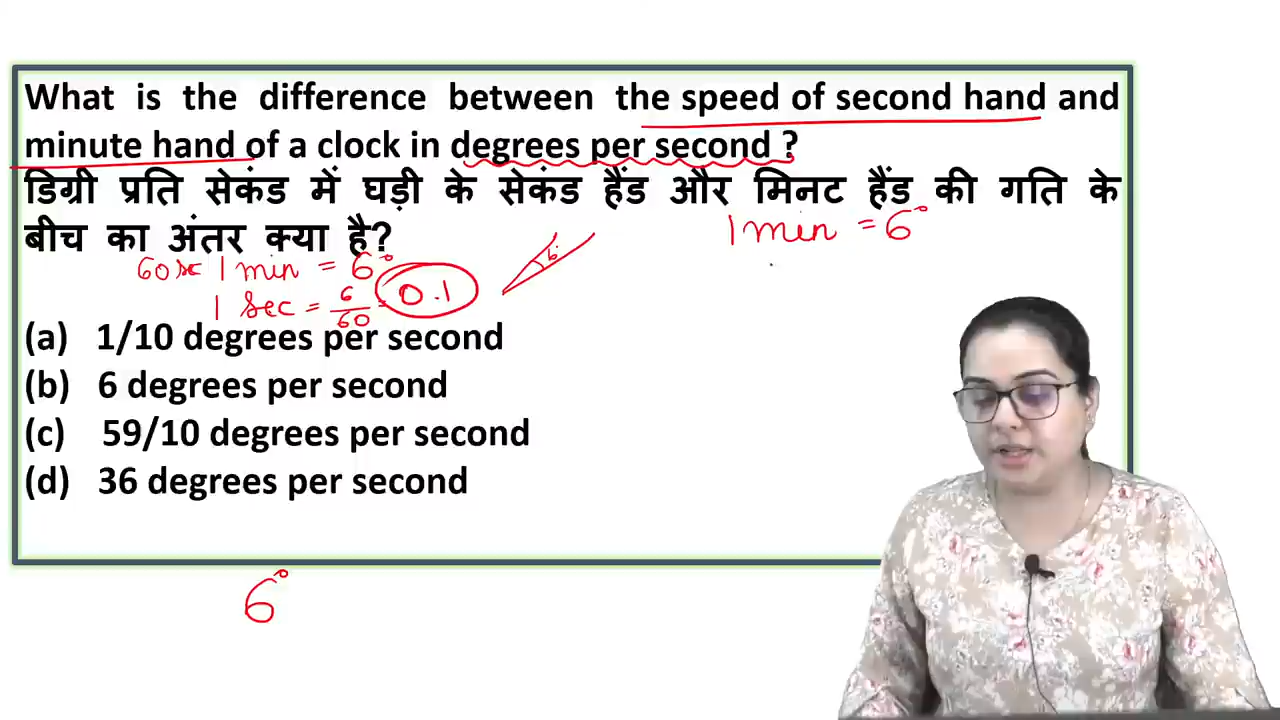 What is the difference between the speed of second hand and
minute hand of a clock in degrees per second ?
डिग्री प्रति सेकंड में घड़ी के सेकंड हैंड और मिनट हैंड की गति के
बीच का अंतर क्या है?
1 min = 6°
60 sec 1 min = 6°
6°
1 sec = 6/60 = 0.1
(a) 1/10 degrees per second
(b) 6 degrees per second
(c) 59/10 degrees per second
(d) 36 degrees per second
6°